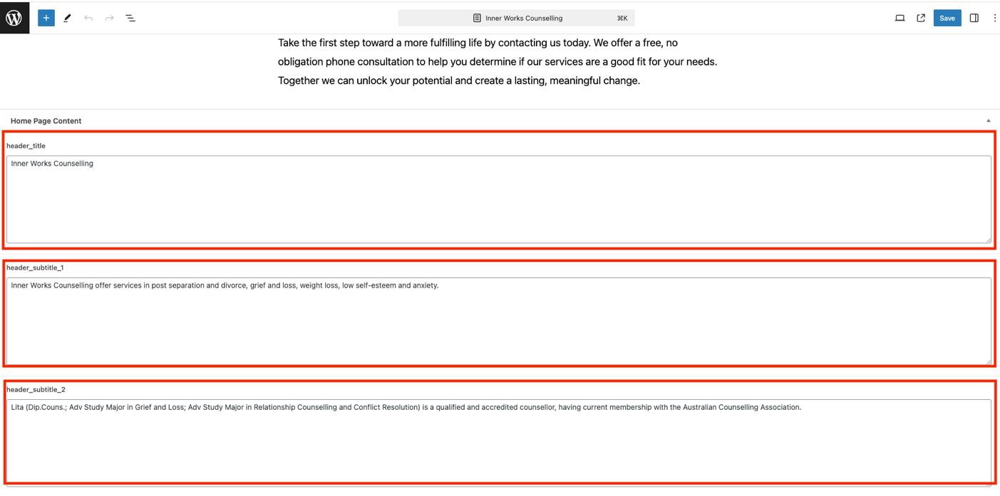 Inner Works Counselling ⌘K
Save
Take the first step toward a more fulfilling life by contacting us today. We offer a free, no
obligation phone consultation to help you determine if our services are a good fit for your needs.
Together we can unlock your potential and create a lasting, meaningful change.
Home Page Content
header_title
Inner Works Counselling
header_subtitle_1
Inner Works Counselling offer services in post separation and divorce, grief and loss, weight loss, low self-esteem and anxiety.
header_subtitle_2
Lita (Dip.Couns.; Adv Study Major in Grief and Loss; Adv Study Major in Relationship Counselling and Conflict Resolution) is a qualified and accredited counsellor, having current membership with the Australian Counselling Association.